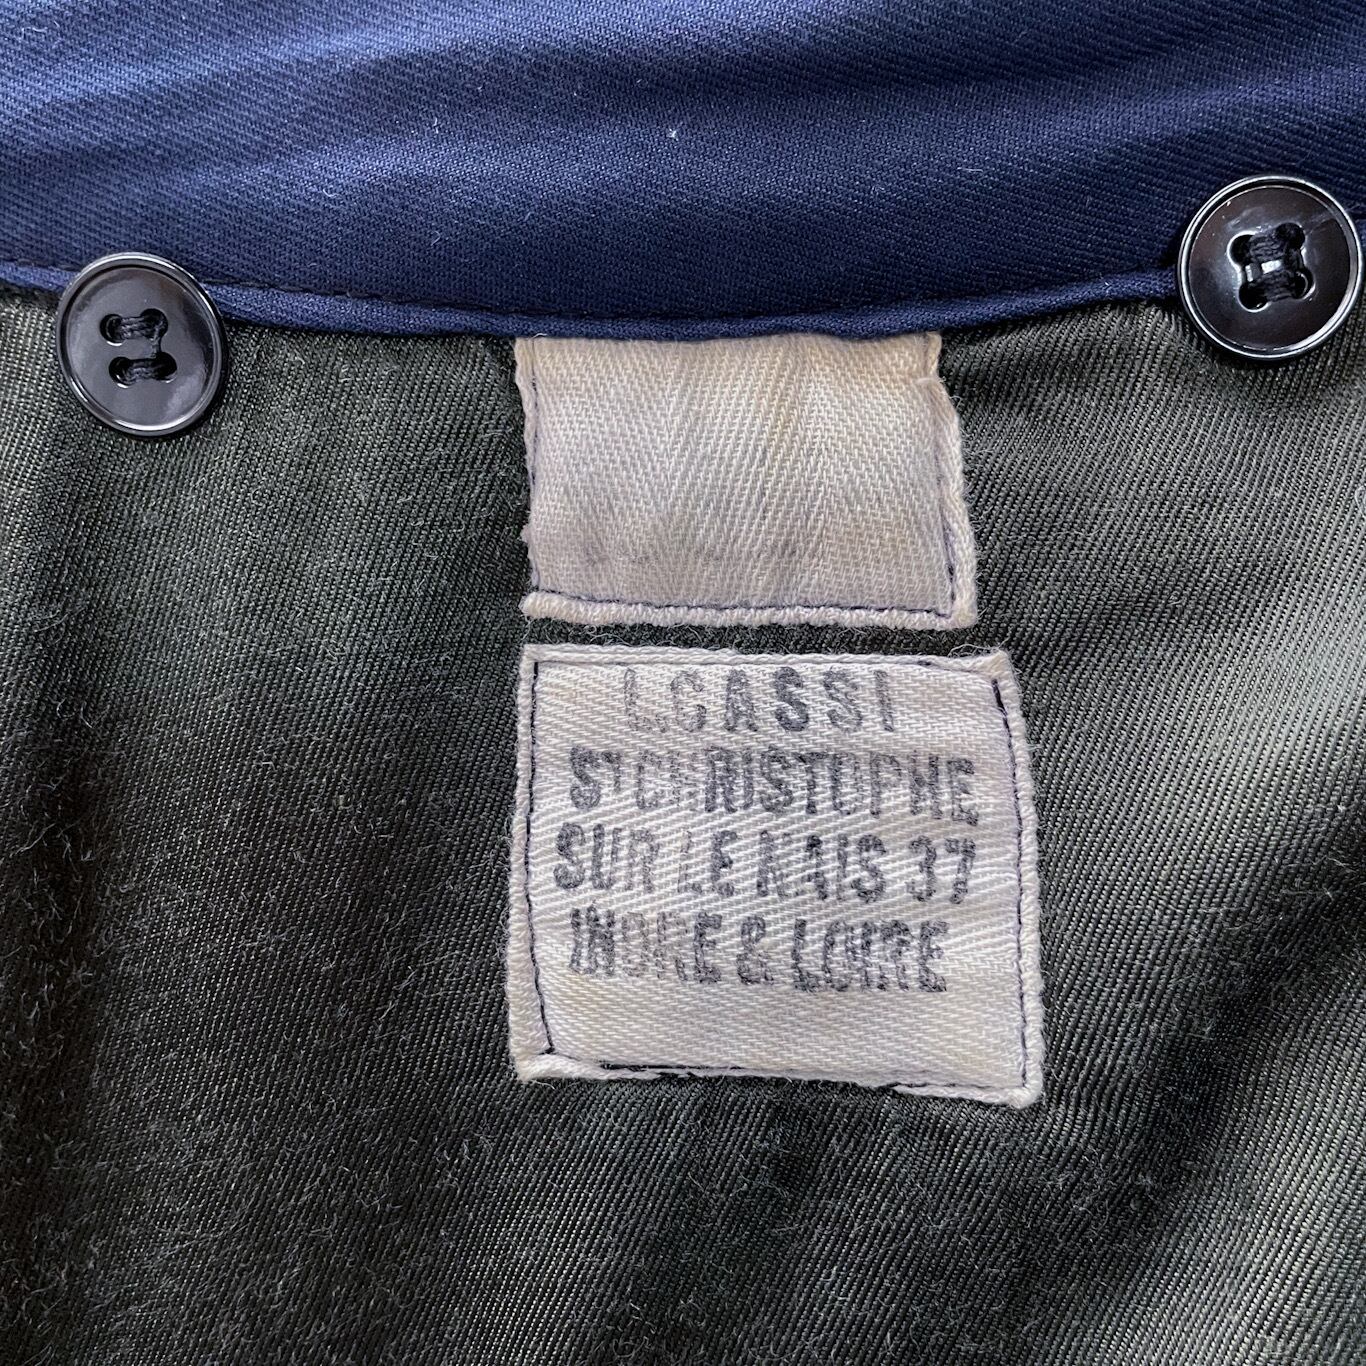 L.CASSI
ST CHRISTOPHE
SUR LE NAIS 37
INDRE & LOIRE